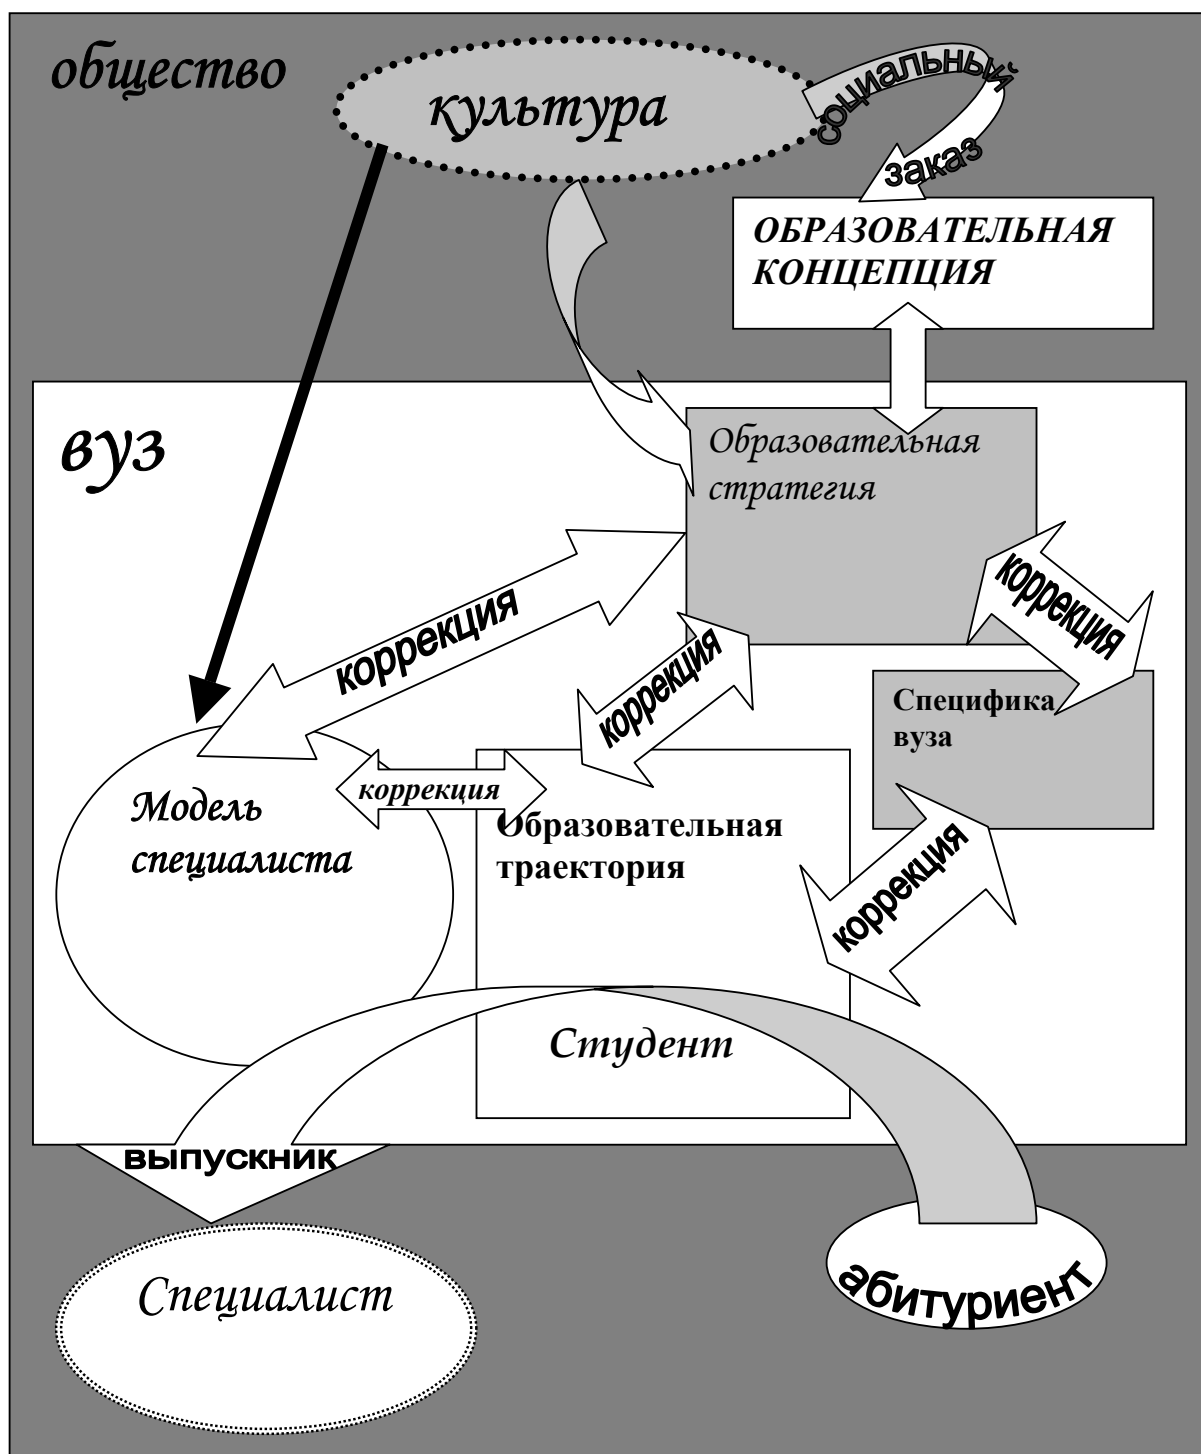 общество
культура
социальный
заказ
ОБРАЗОВАТЕЛЬНАЯ
КОНЦЕПЦИЯ
вуз
Образовательная
стратегия
коррекция
коррекция
коррекция
Специфика
вуза
коррекция
Модель
специалиста
Образовательная
траектория
коррекция
Студент
выпускник
Специалист
абитуриент